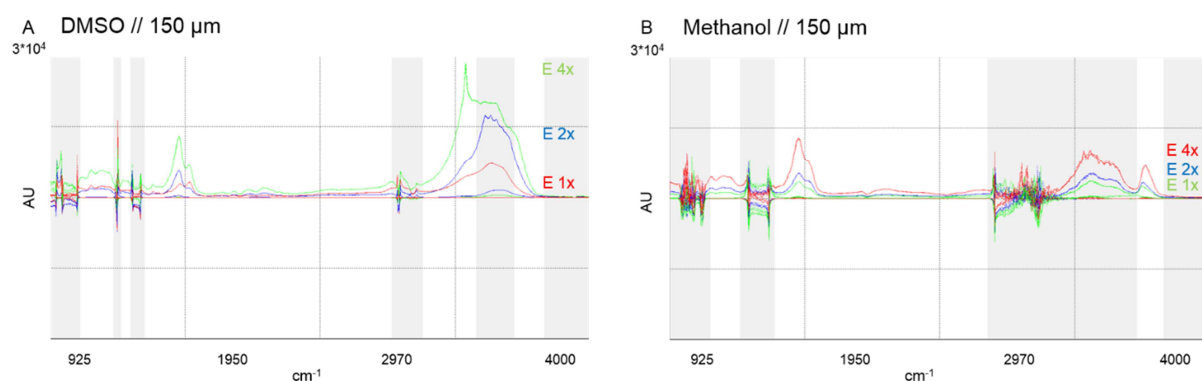 A DMSO // 150 µm
3*10⁴
E 4x
E 2x
E 1x
AU
925 1950 2970 4000
cm⁻¹
B Methanol // 150 µm
3*10⁴
E 4x
E 2x
E 1x
AU
925 1950 2970 4000
cm⁻¹